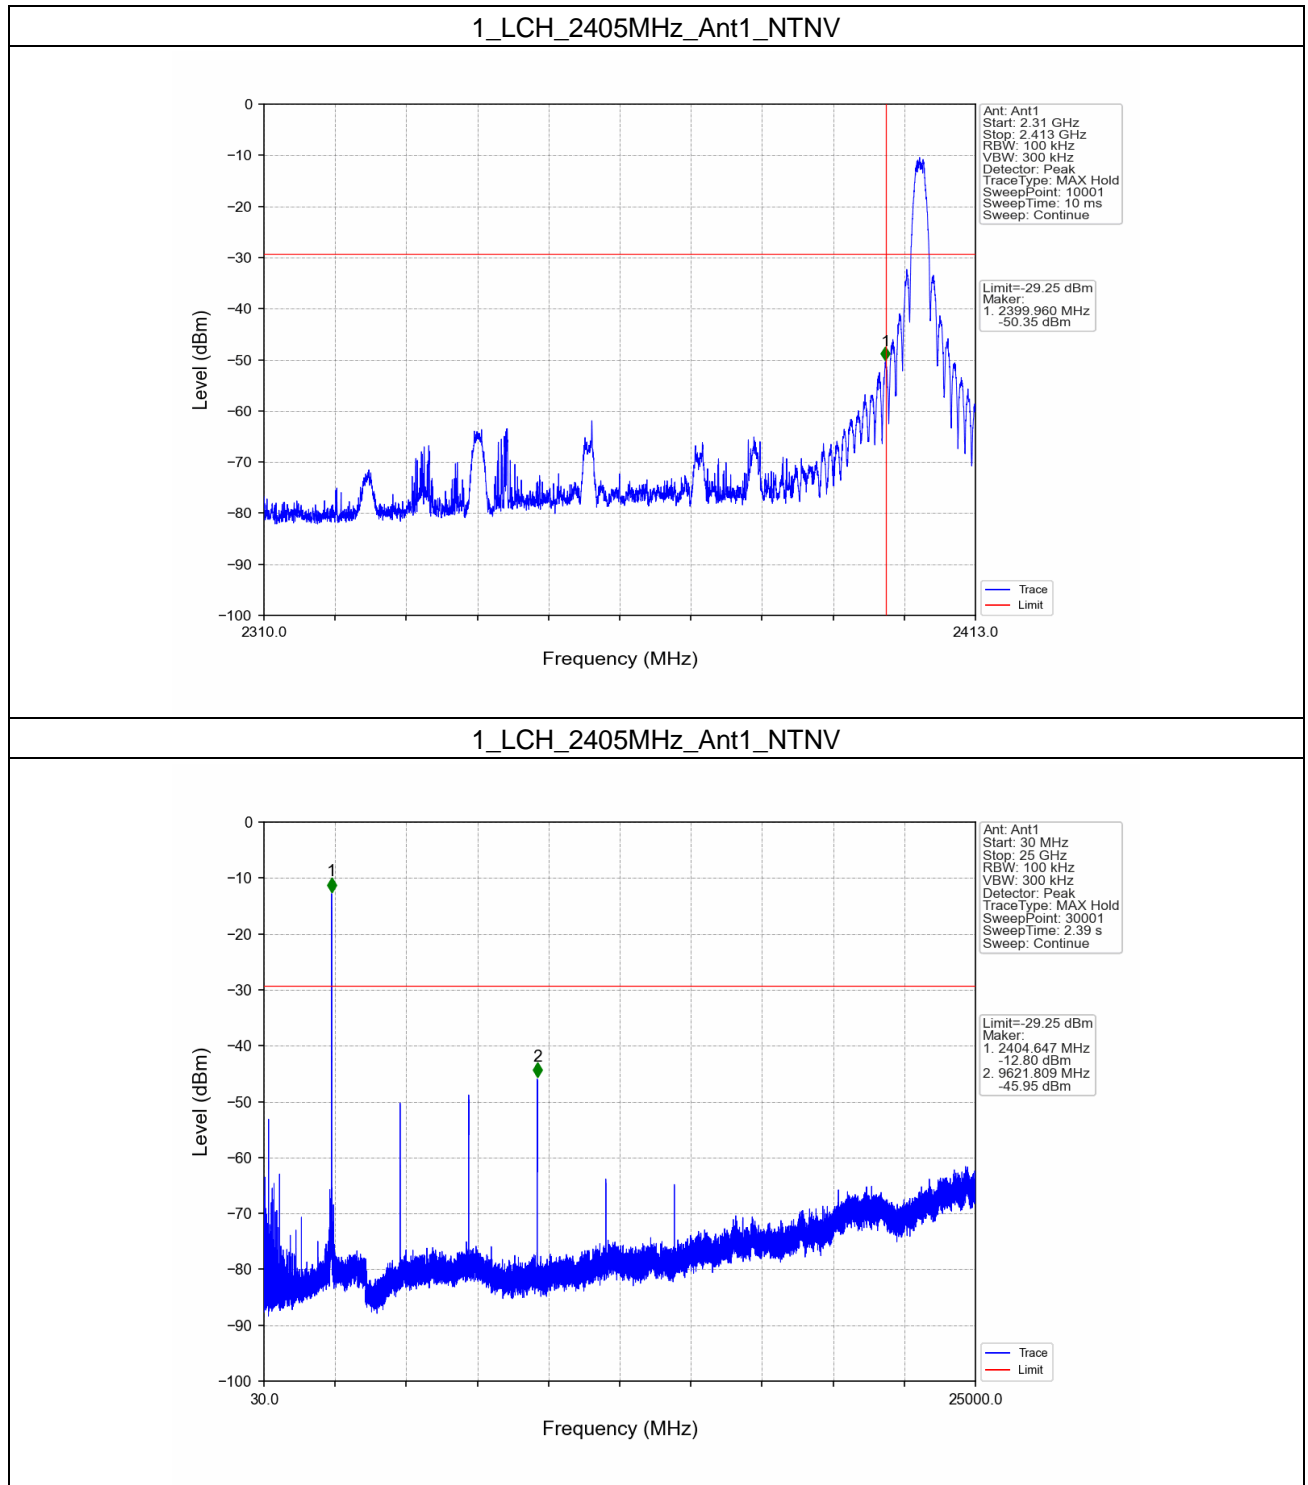 1_LCH_2405MHz_Ant1_NTNV
0
−10
−20
−30
−40
−50
−60
−70
−80
−90
−100
Level (dBm)
1
2310.0
2413.0
Frequency (MHz)
Ant: Ant1
Start: 2.31 GHz
Stop: 2.413 GHz
RBW: 100 kHz
VBW: 300 kHz
Detector: Peak
TraceType: MAX Hold
SweepPoint: 10001
SweepTime: 10 ms
Sweep: Continue
Limit=-29.25 dBm
Maker:
1. 2399.960 MHz
-50.35 dBm
Trace
Limit
1_LCH_2405MHz_Ant1_NTNV
0
−10
−20
−30
−40
−50
−60
−70
−80
−90
−100
Level (dBm)
1
2
30.0
25000.0
Frequency (MHz)
Ant: Ant1
Start: 30 MHz
Stop: 25 GHz
RBW: 100 kHz
VBW: 300 kHz
Detector: Peak
TraceType: MAX Hold
SweepPoint: 30001
SweepTime: 2.39 s
Sweep: Continue
Limit=-29.25 dBm
Maker:
1. 2404.647 MHz
-12.80 dBm
2. 9621.809 MHz
-45.95 dBm
Trace
Limit